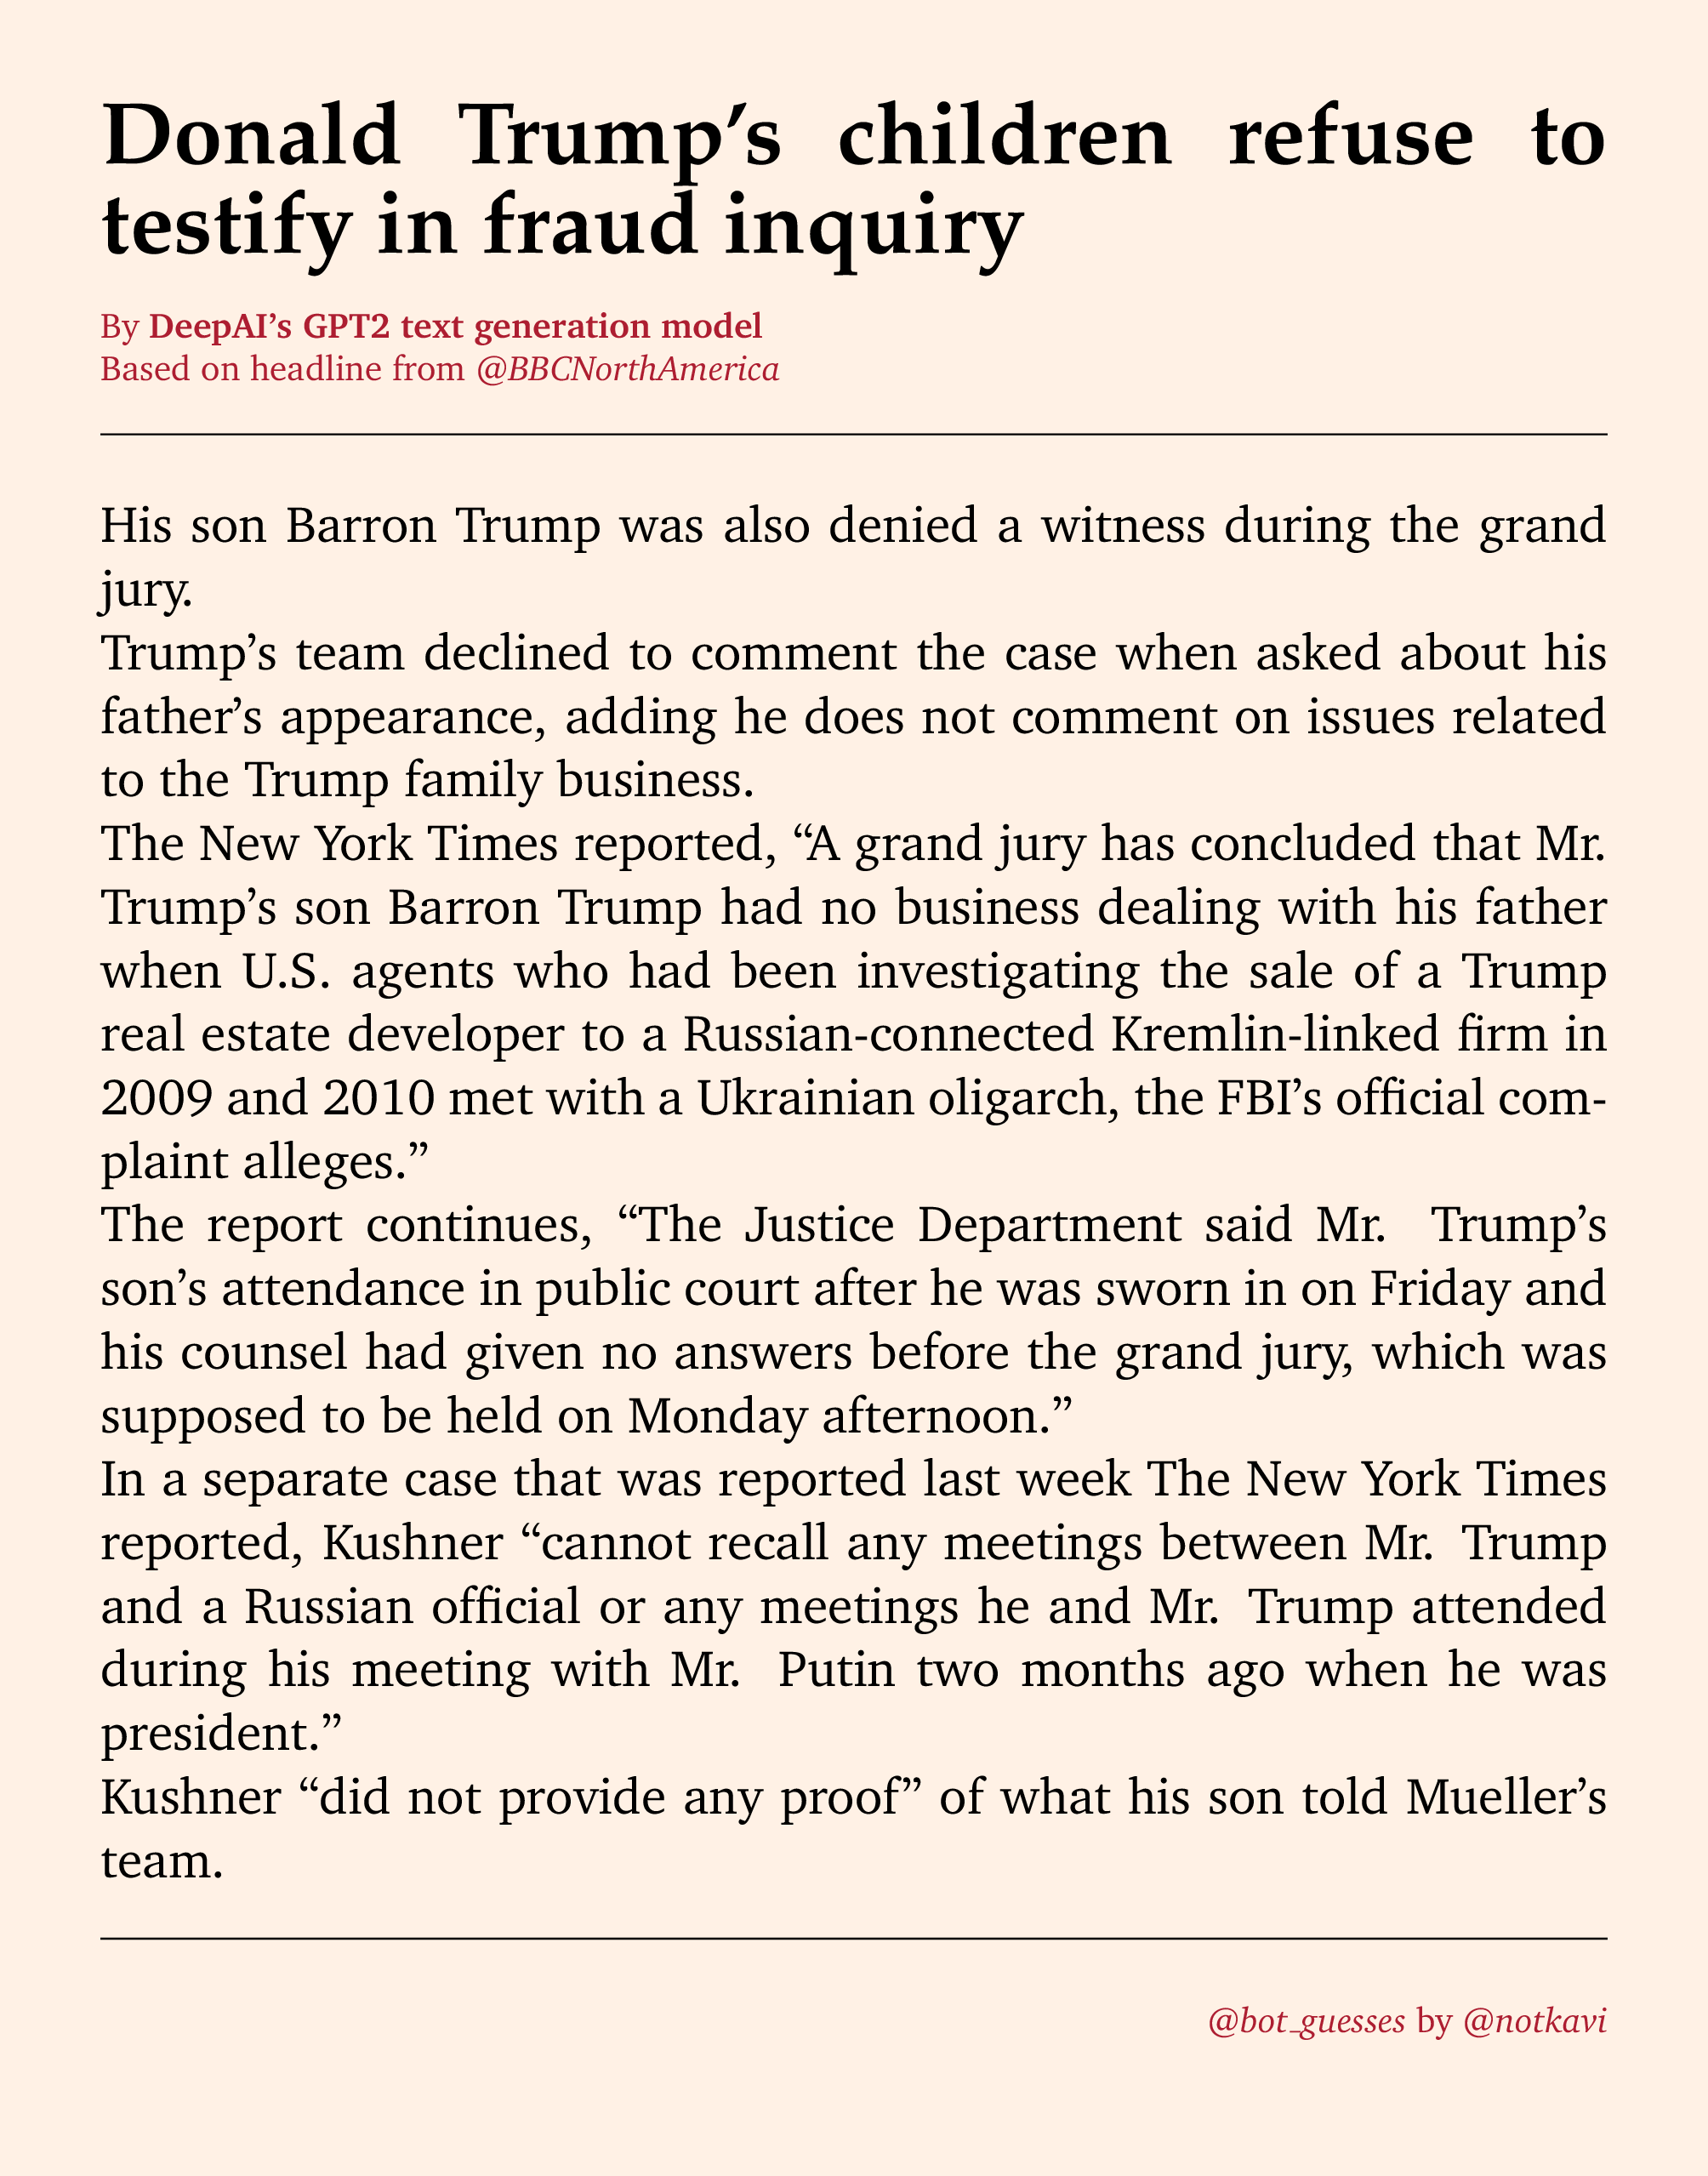 Donald Trump’s children refuse to
testify in fraud inquiry
By DeepAI’s GPT2 text generation model
Based on headline from @BBCNorthAmerica
His son Barron Trump was also denied a witness during the grand
jury.
Trump’s team declined to comment the case when asked about his
father’s appearance, adding he does not comment on issues related
to the Trump family business.
The New York Times reported, “A grand jury has concluded that Mr.
Trump’s son Barron Trump had no business dealing with his father
when U.S. agents who had been investigating the sale of a Trump
real estate developer to a Russian-connected Kremlin-linked firm in
2009 and 2010 met with a Ukrainian oligarch, the FBI’s official com-
plaint alleges.”
The report continues, “The Justice Department said Mr. Trump’s
son’s attendance in public court after he was sworn in on Friday and
his counsel had given no answers before the grand jury, which was
supposed to be held on Monday afternoon.”
In a separate case that was reported last week The New York Times
reported, Kushner “cannot recall any meetings between Mr. Trump
and a Russian official or any meetings he and Mr. Trump attended
during his meeting with Mr. Putin two months ago when he was
president.”
Kushner “did not provide any proof” of what his son told Mueller’s
team.
@bot_guesses by @notkavi